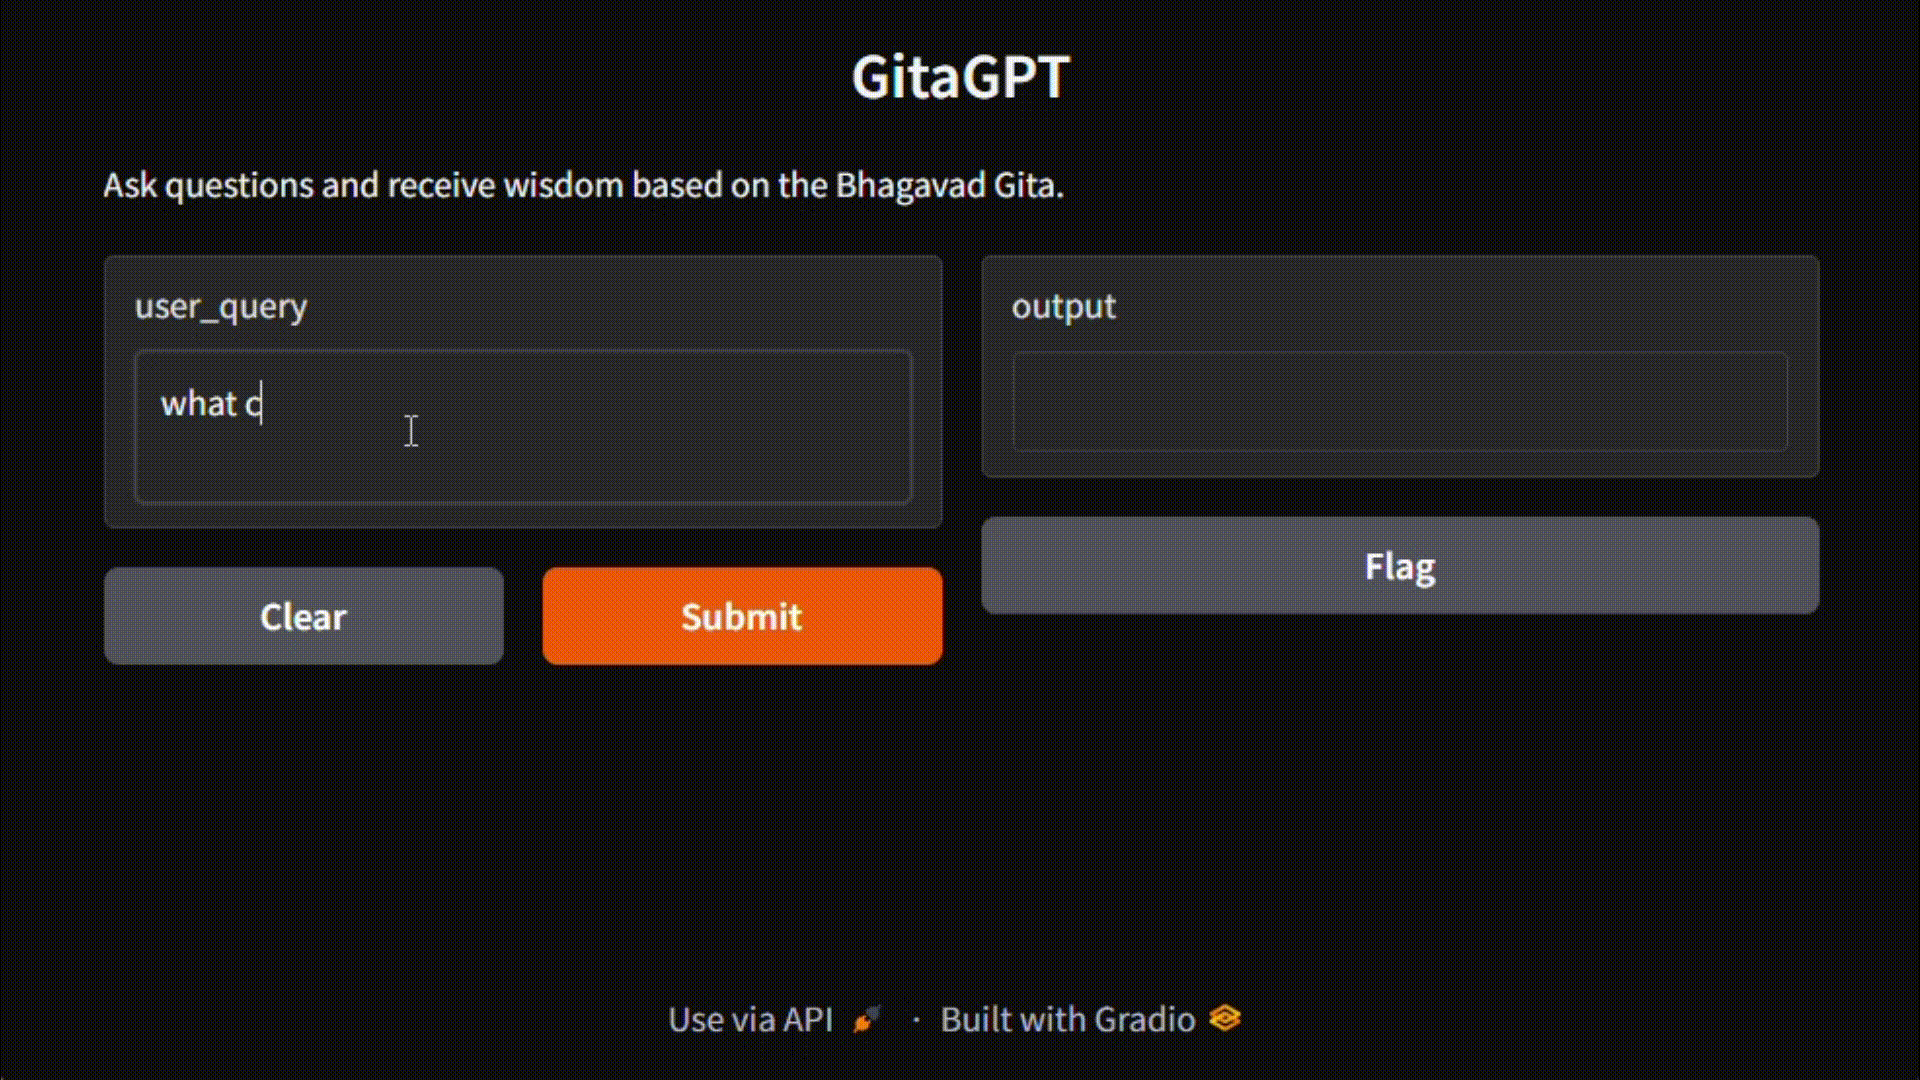 GitaGPT
Ask questions and receive wisdom based on the Bhagavad Gita.
user_query
what c
Clear
Submit
output
Flag
Use via API · Built with Gradio